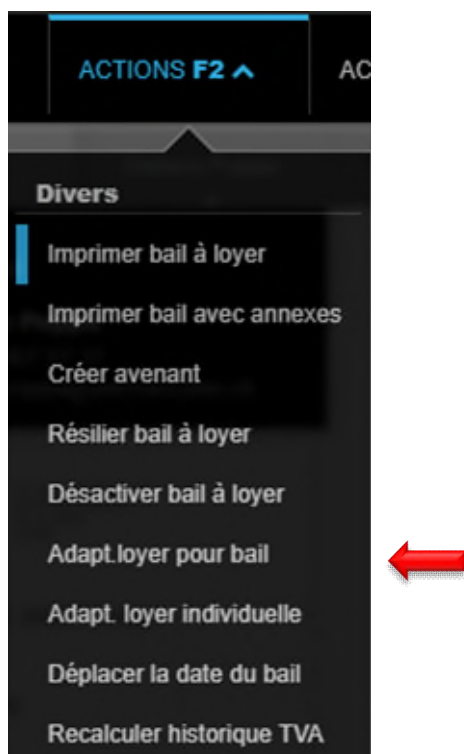 ACTIONS F2
AC
Divers
Imprimer bail à loyer
Imprimer bail avec annexes
Créer avenant
Résilier bail à loyer
Désactiver bail à loyer
Adapt.loyer pour bail
Adapt. loyer individuelle
Déplacer la date du bail
Recalculer historique TVA